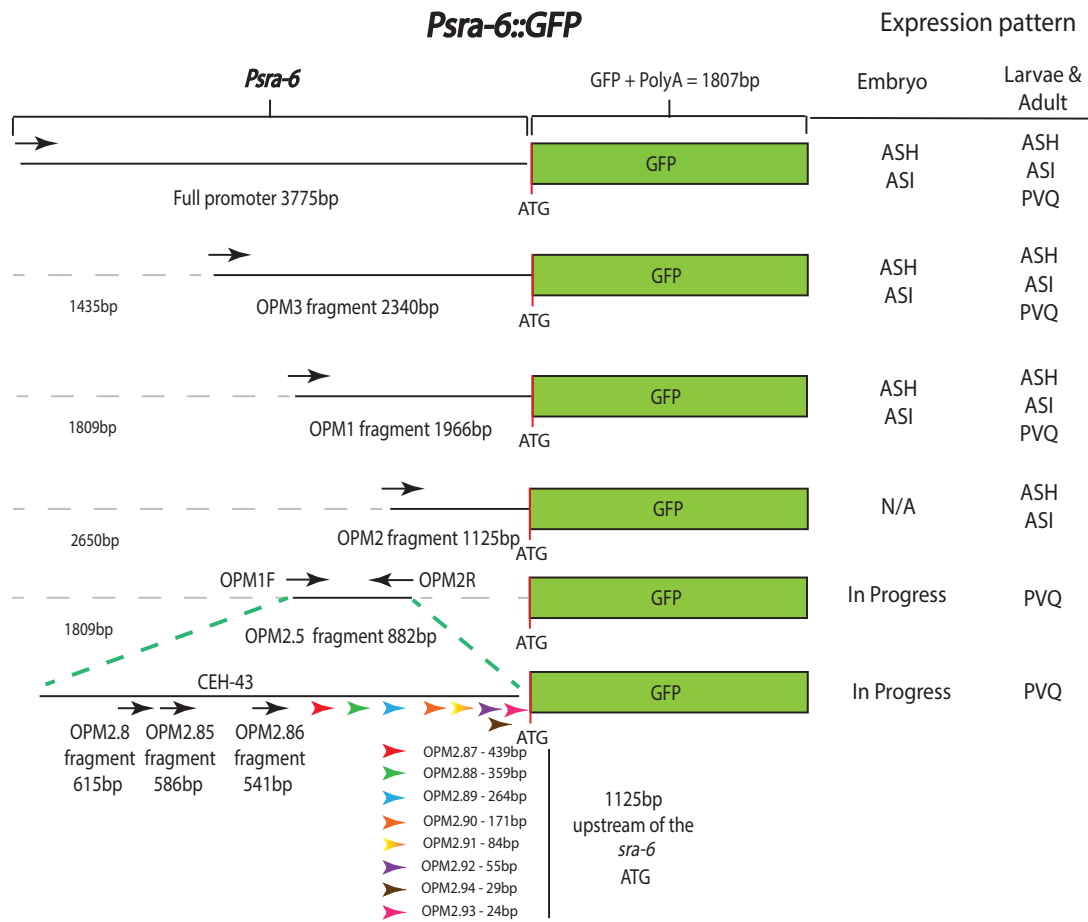 Psra-6::GFP
Expression pattern
Psra-6
GFP + PolyA = 1807bp
Embryo
Larvae &
Adult
Full promoter 3775bp
GFP
ATG
ASH
ASI
ASH
ASI
PVQ
1435bp
OPM3 fragment 2340bp
GFP
ATG
ASH
ASI
ASH
ASI
PVQ
1809bp
OPM1 fragment 1966bp
GFP
ATG
ASH
ASI
ASH
ASI
PVQ
2650bp
OPM2 fragment 1125bp
GFP
ATG
N/A
ASH
ASI
OPM1F
OPM2R
1809bp
OPM2.5 fragment 882bp
GFP
ATG
In Progress
PVQ
CEH-43
GFP
ATG
In Progress
PVQ
OPM2.8
fragment
615bp
OPM2.85
fragment
586bp
OPM2.86
fragment
541bp
OPM2.87 - 439bp
OPM2.88 - 359bp
OPM2.89 - 264bp
OPM2.90 - 171bp
OPM2.91 - 84bp
OPM2.92 - 55bp
OPM2.94 - 29bp
OPM2.93 - 24bp
1125bp
upstream of the
sra-6
ATG